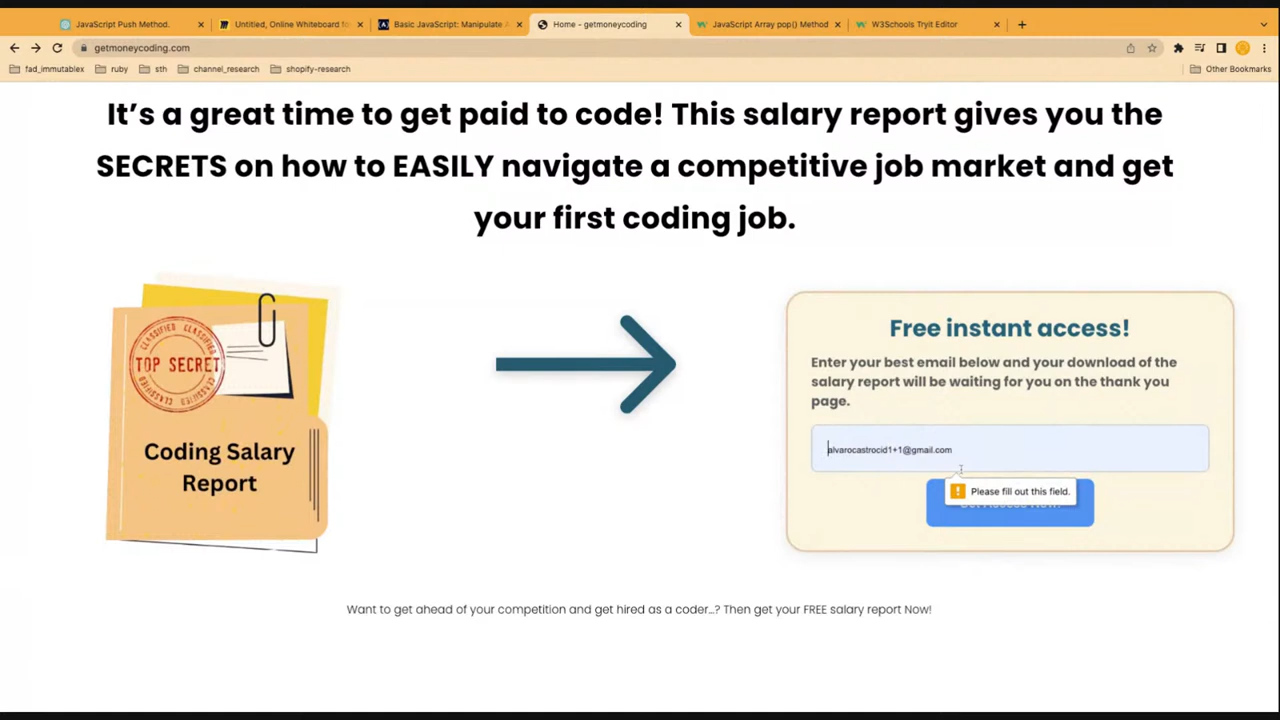 JavaScript Push Method.
Untitled, Online Whiteboard fo
Basic JavaScript: Manipulate A
Home - getmoneycoding
JavaScript Array pop() Method
W3Schools Tryit Editor
getmoneycoding.com
fad_immutablex
ruby
sth
channel_research
shopify-research
Other Bookmarks
It’s a great time to get paid to code! This salary report gives you the
SECRETS on how to EASILY navigate a competitive job market and get
your first coding job.
CLASSIFIED CLASSIFIED
TOP SECRET
CLASSIFIED CLASSIFIED
Coding Salary
Report
Free instant access!
Enter your best email below and your download of the
salary report will be waiting for you on the thank you
page.
alvarocastrocid1+1@gmail.com
Please fill out this field.
Want to get ahead of your competition and get hired as a coder...? Then get your FREE salary report Now!